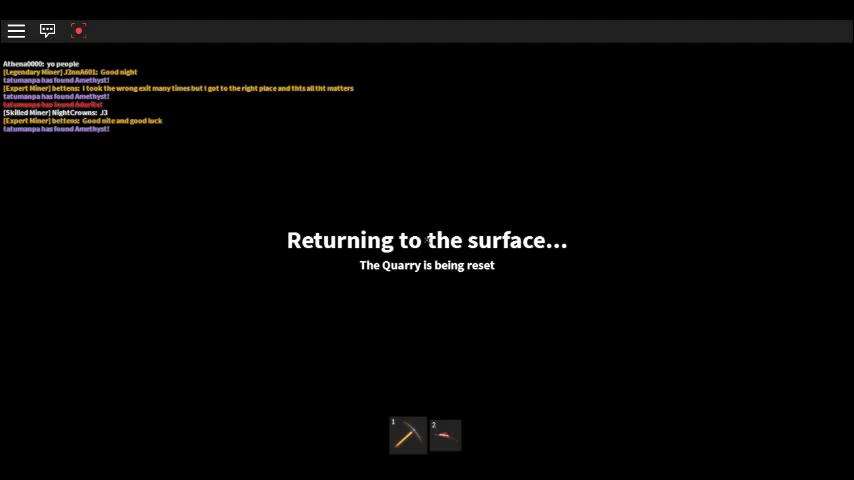 Athena0000: yo people
[Legendary Miner] J2nnA601: Good night
tatumanpa has found Amethyst!
[Expert Miner] bettens: I took the wrong exit many times but I got to the right place and thts all tht matters
tatumanpa has found Amethyst!
tatumanpa has found
[Skilled Miner] NightCrowns: J3
[Expert Miner] bettens: Good nite and good luck
tatumanpa has found Amethyst!
Returning to the surface...
The Quarry is being reset
1
2